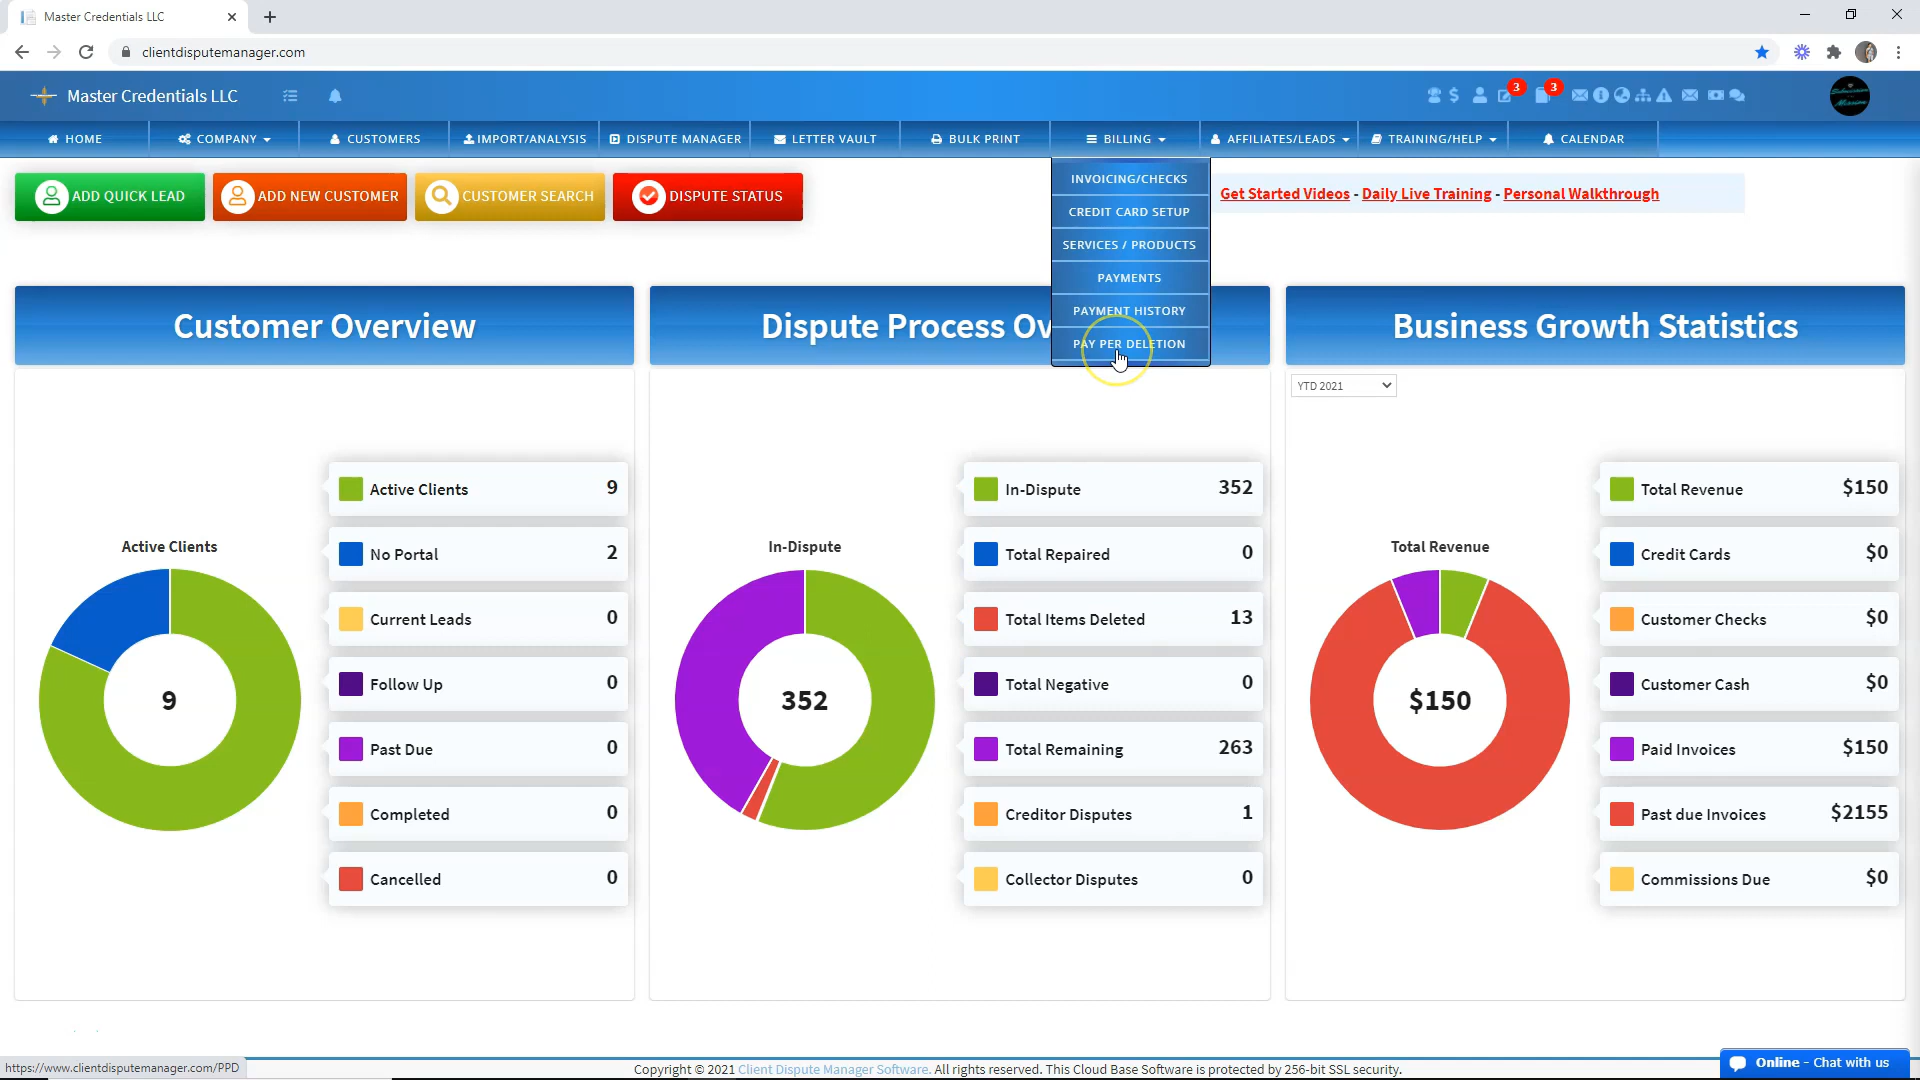 Master Credentials LLC
clientdisputemanager.com
Master Credentials LLC
3
3
HOME
COMPANY
CUSTOMERS
IMPORT/ANALYSIS
DISPUTE MANAGER
LETTER VAULT
BULK PRINT
BILLING
AFFILIATES/LEADS
TRAINING/HELP
CALENDAR
ADD QUICK LEAD
ADD NEW CUSTOMER
CUSTOMER SEARCH
DISPUTE STATUS
INVOICING/CHECKS
CREDIT CARD SETUP
SERVICES / PRODUCTS
PAYMENTS
PAYMENT HISTORY
PAY PER DELETION
Get Started Videos - Daily Live Training - Personal Walkthrough
Customer Overview
Active Clients
9
Active Clients 9
No Portal 2
Current Leads 0
Follow Up 0
Past Due 0
Completed 0
Cancelled 0
Dispute Process Ov
In-Dispute
352
In-Dispute 352
Total Repaired 0
Total Items Deleted 13
Total Negative 0
Total Remaining 263
Creditor Disputes 1
Collector Disputes 0
Business Growth Statistics
YTD 2021
Total Revenue
$150
Total Revenue $150
Credit Cards $0
Customer Checks $0
Customer Cash $0
Paid Invoices $150
Past due Invoices $2155
Commissions Due $0
https://www.clientdisputemanager.com/PPD
Copyright © 2021 Client Dispute Manager Software. All rights reserved. This Cloud Base Software is protected by 256-bit SSL security.
Online - Chat with us